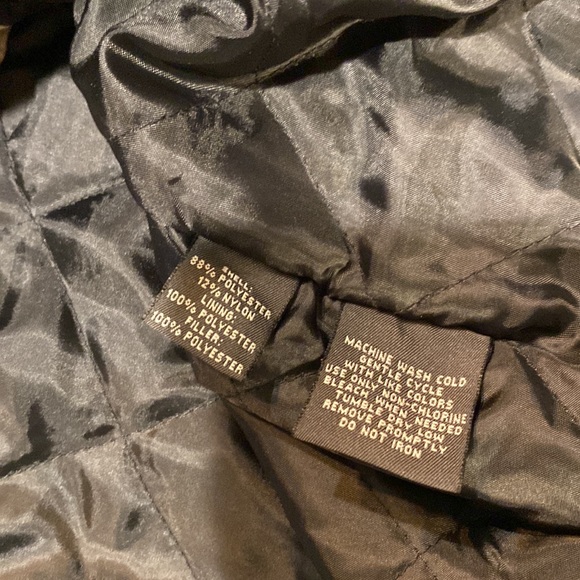 SHELL:
88% POLYESTER
12% NYLON
LINING:
100% POLYESTER
FILLER:
100% POLYESTER
MACHINE WASH COLD
GENTLE CYCLE
WITH LIKE COLORS
USE ONLY NON-CHLORINE
BLEACH WHEN NEEDED
TUMBLE DRY LOW
REMOVE PROMPTLY
DO NOT IRON